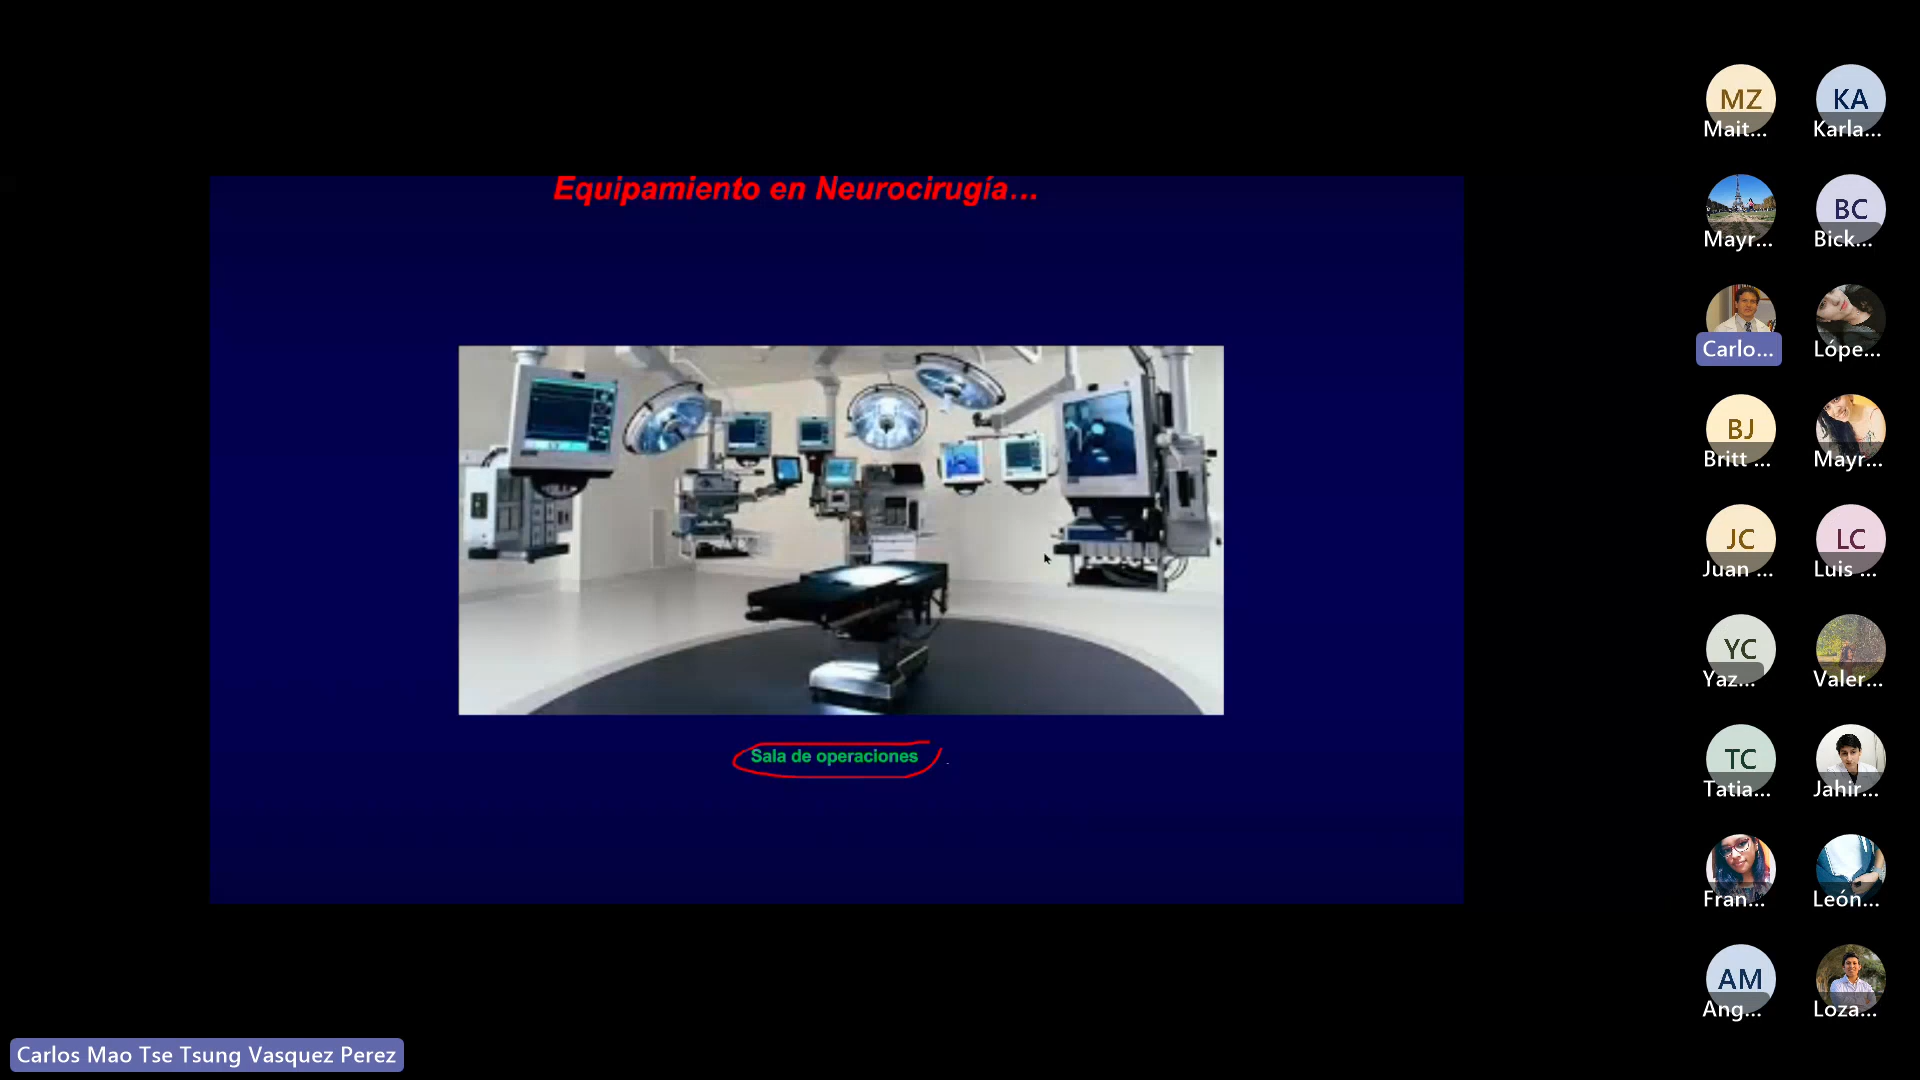 Equipamiento en Neurocirugía...
Sala de operaciones
MZ
Mait...
KA
Karla...
Mayr...
BC
Bick...
Carlo...
Lópe...
BJ
Britt ...
Mayr...
JC
Juan ...
LC
Luis ...
YC
Yaz...
Valer...
TC
Tatia...
Jahir...
Fran...
León...
AM
Ang...
Loza...
Carlos Mao Tse Tsung Vasquez Perez